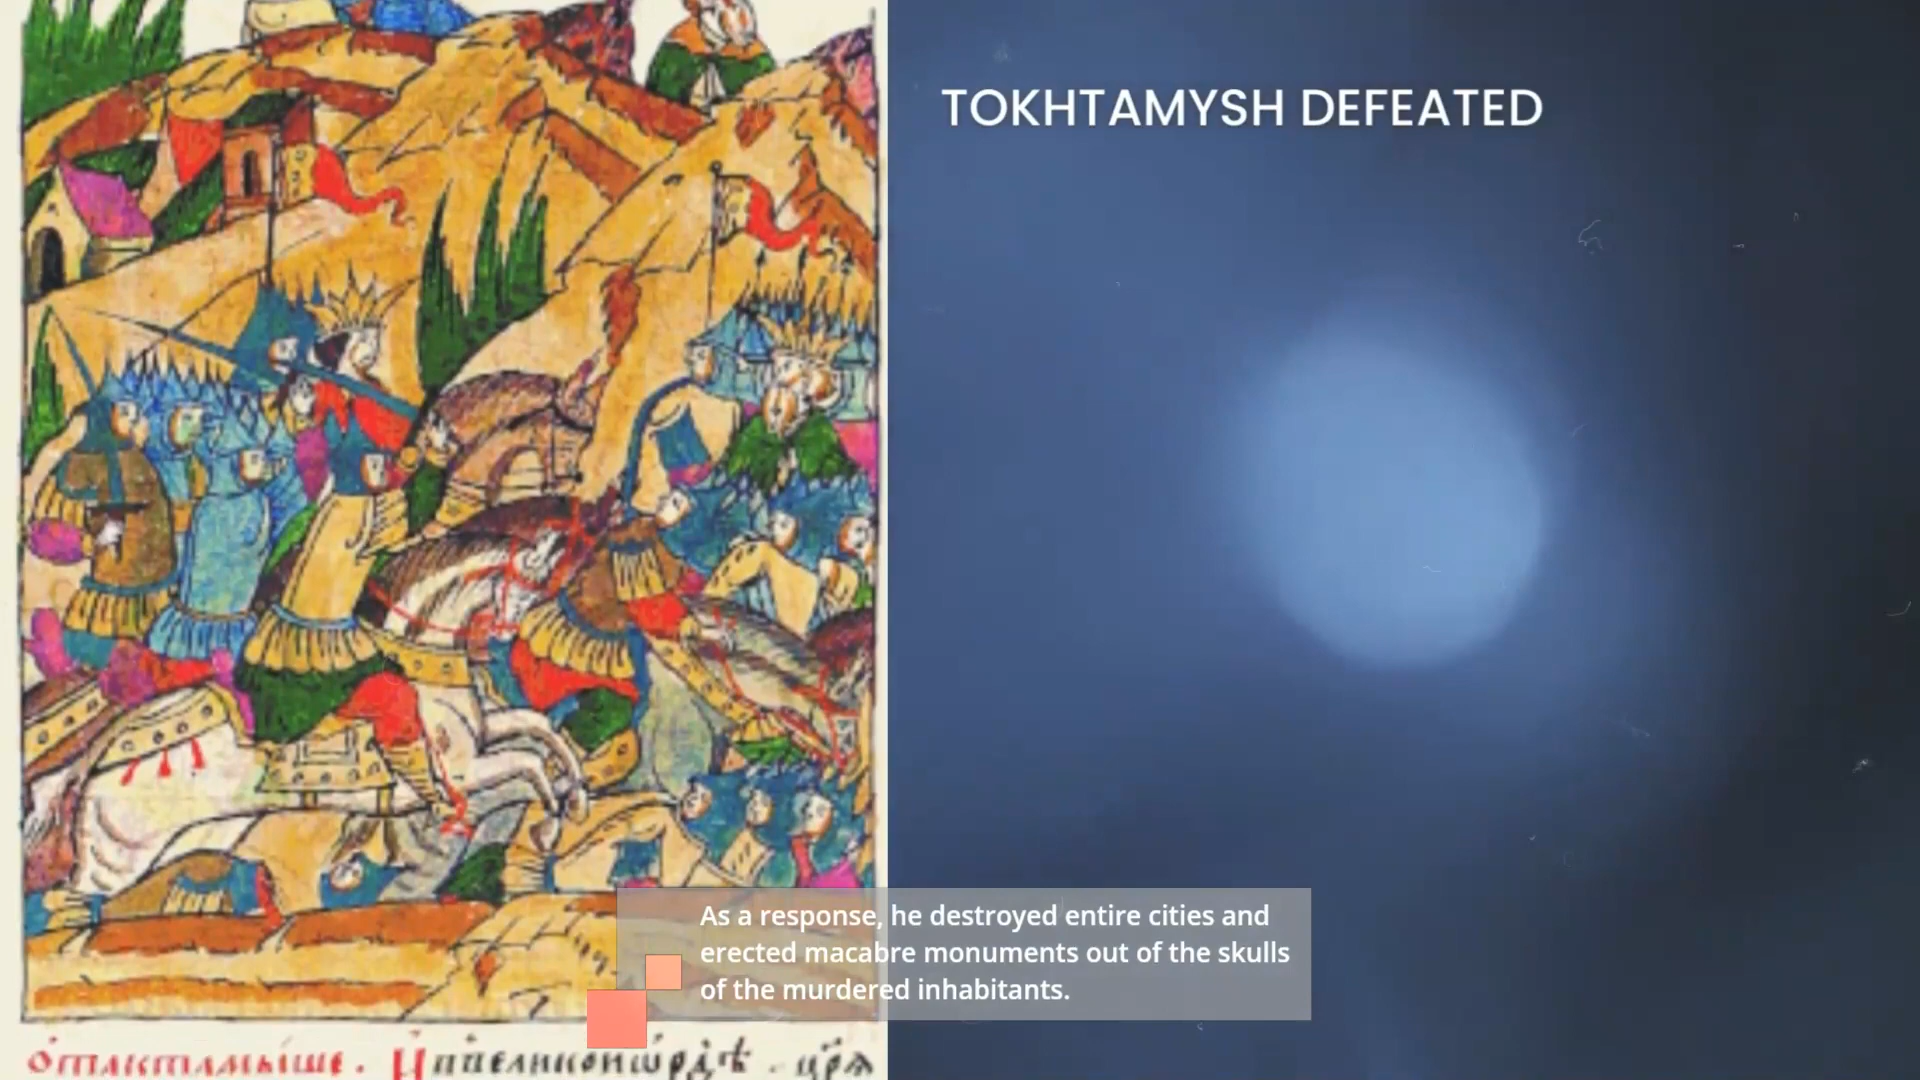 TOKHTAMYSH DEFEATED
As a response, he destroyed entire cities and
erected macabre monuments out of the skulls
of the murdered inhabitants.